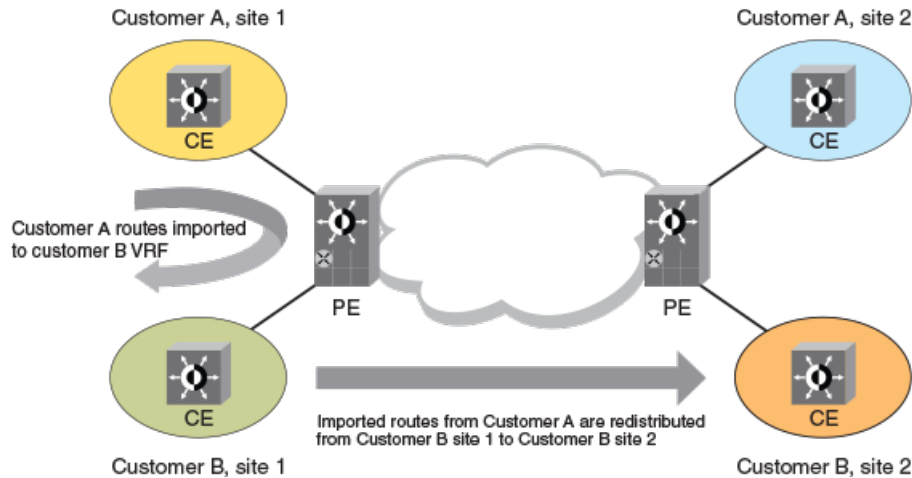 Customer A, site 1
Customer A, site 2
CE
CE
Customer A routes imported
to customer B VRF
PE
PE
CE
CE
Imported routes from Customer A are redistributed
from Customer B site 1 to Customer B site 2
Customer B, site 1
Customer B, site 2